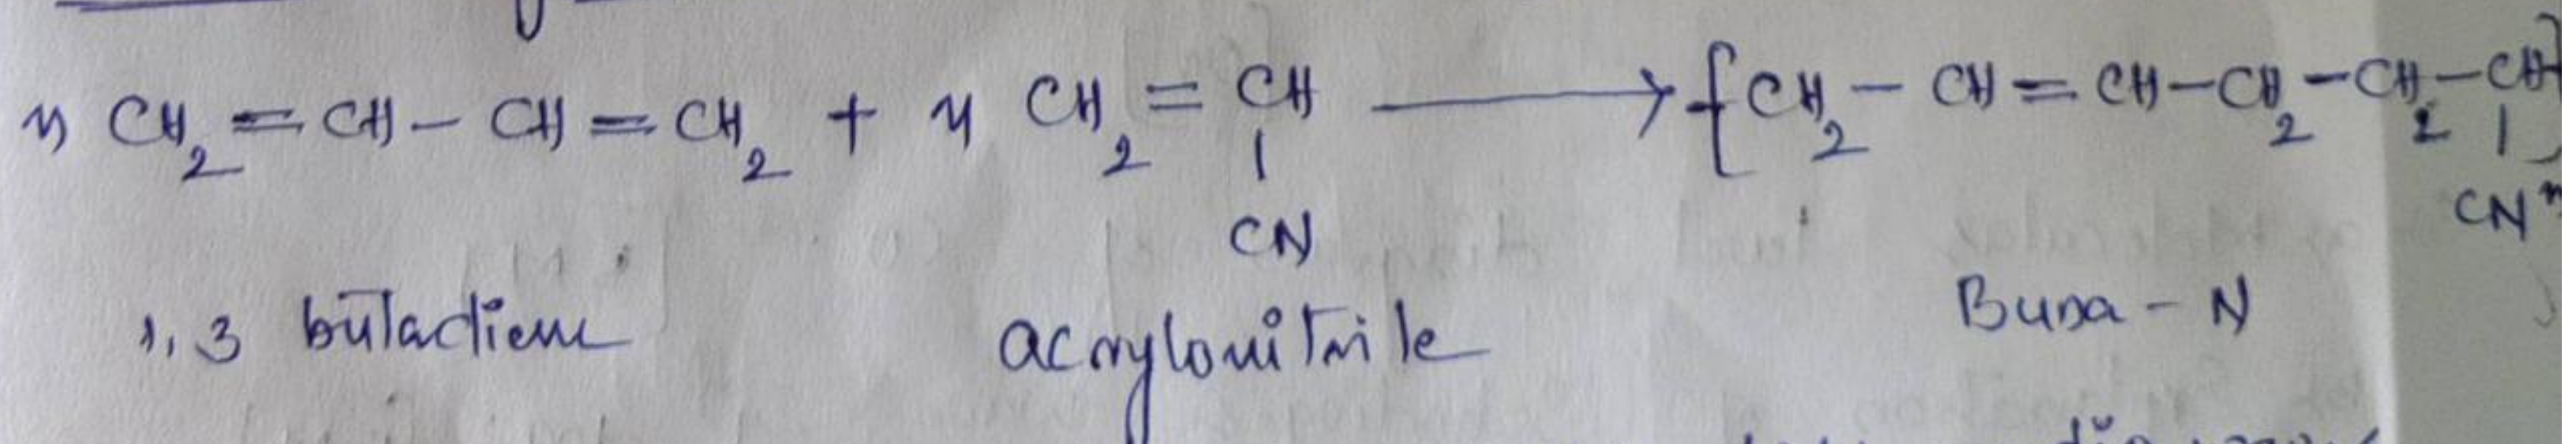 n CH2 = CH - CH = CH2 + n CH2 = CH ⟶ [CH2 - CH = CH - CH2 - CH2 - CH]n
| |
CN CN
1,3 butadiene acrylonitrile Buna - N